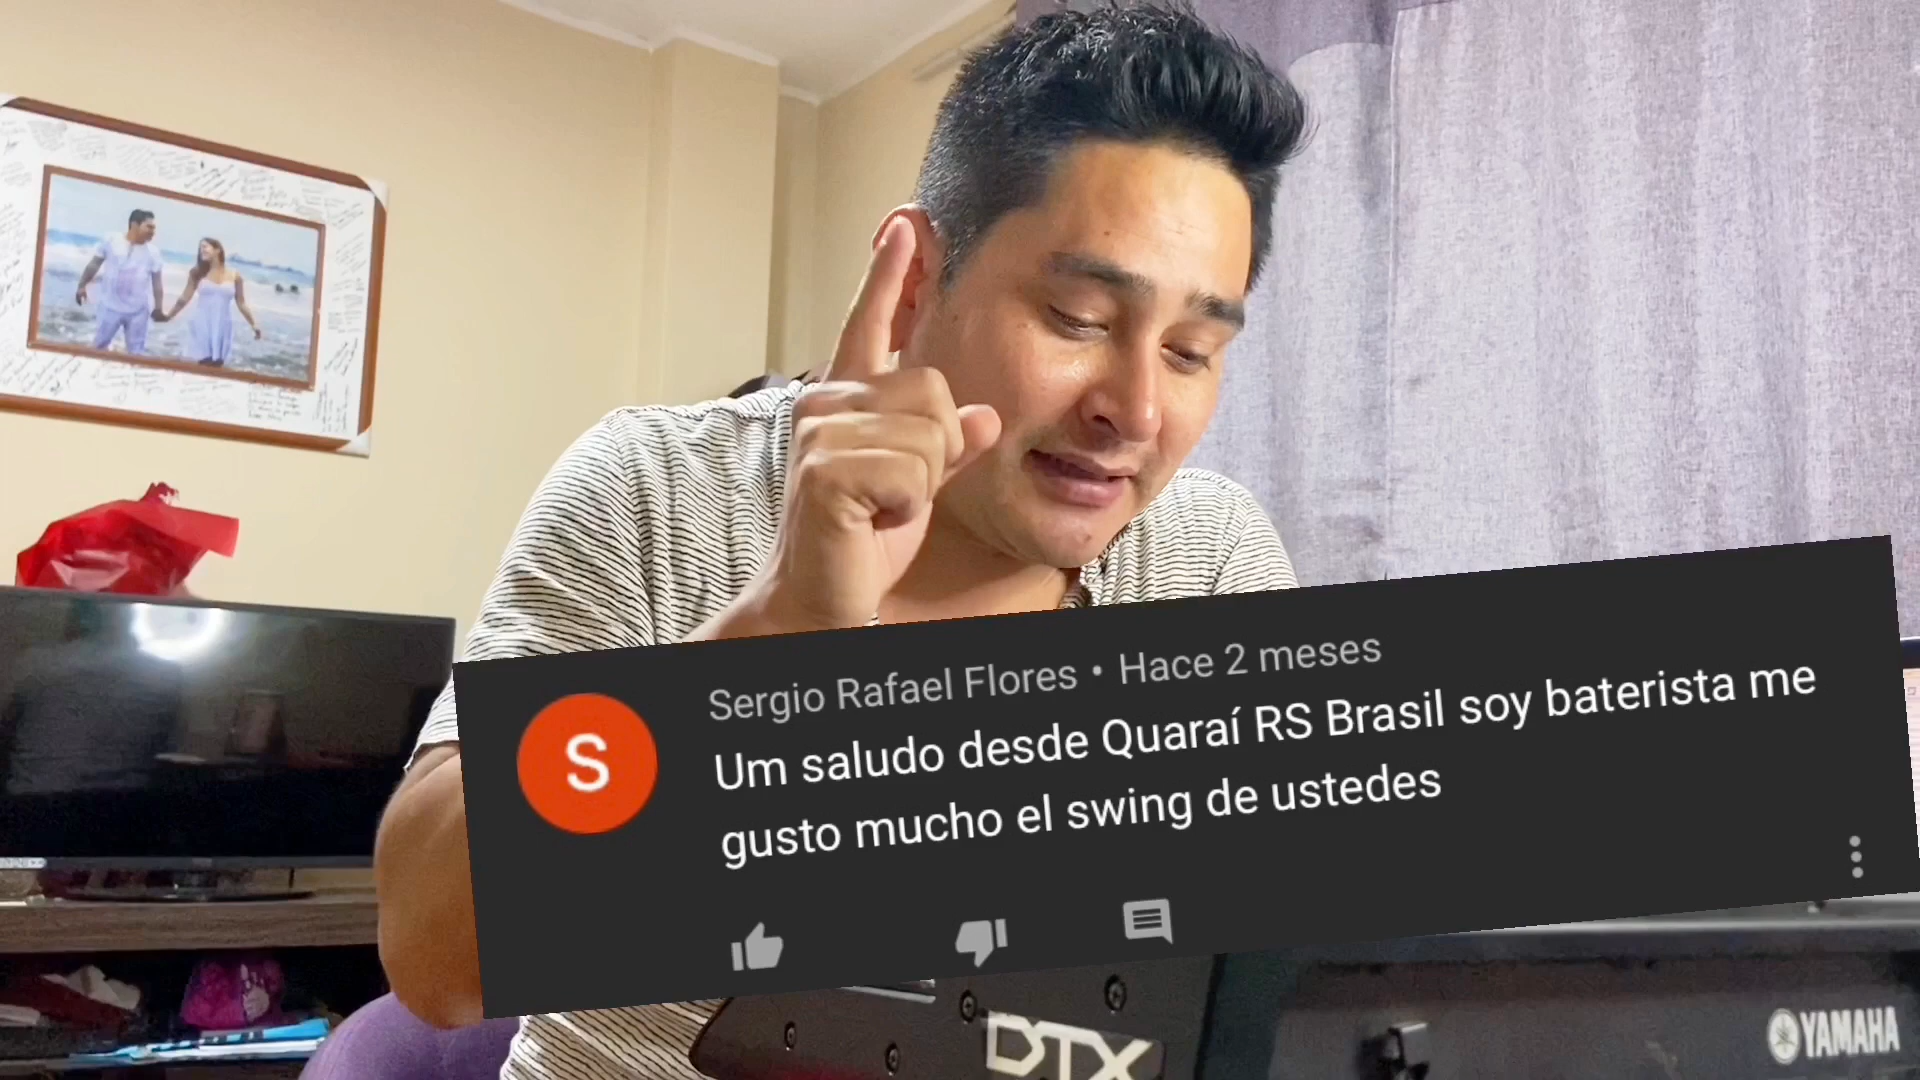 Sergio Rafael Flores • Hace 2 meses
S
Um saludo desde Quaraí RS Brasil soy baterista me
gusto mucho el swing de ustedes
DTX
YAMAHA